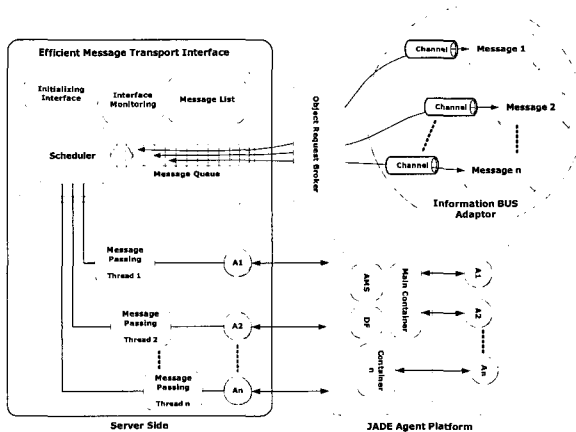 Efficient Message Transport Interface
Initializing
Interface
Interface
Monitoring
Message List
Scheduler
Message Queue
Object Request Broker
Channel
Message 1
Channel
Message 2
Channel
Message n
Information BUS
Adaptor
Message
Passing
Thread 1
A1
Message
Passing
Thread 2
A2
Message
Passing
Thread n
An
Server Side
AMS
DF
Main Container
Container
n
A1
A2
An
JADE Agent Platform